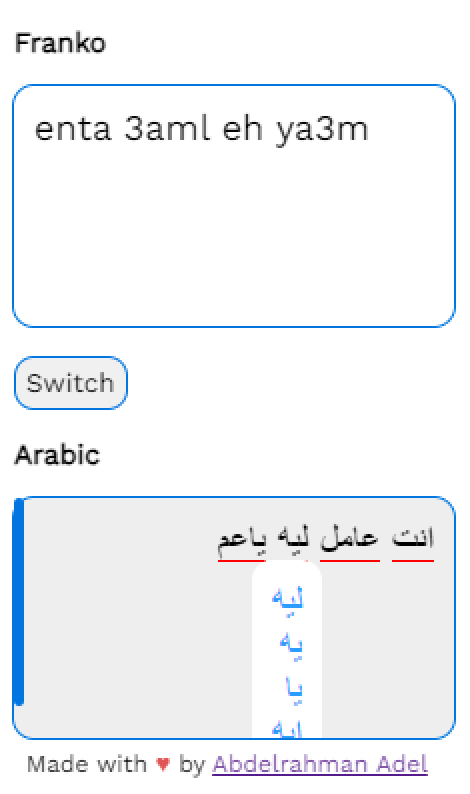 Franko
enta 3aml eh ya3m
Switch
Arabic
انت عامل ليه ياعم
ليه
يه
يا
Made with ♥ by Abdelrahman Adel